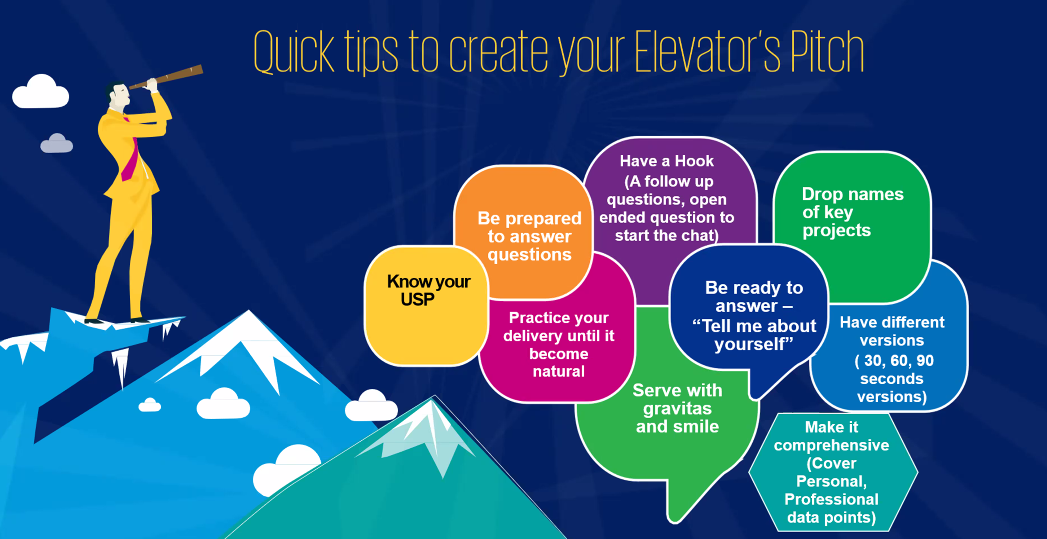 Quick tips to create your Elevator's Pitch
Know your
USP
Be prepared
to answer
questions
Have a Hook
(A follow up
questions, open
ended question to
start the chat)
Drop names
of key
projects
Practice your
delivery until it
become
natural
Be ready to
answer –
“Tell me about
yourself”
Have different
versions
( 30, 60, 90
seconds
versions)
Serve with
gravitas
and smile
Make it
comprehensive
(Cover
Personal,
Professional
data points)